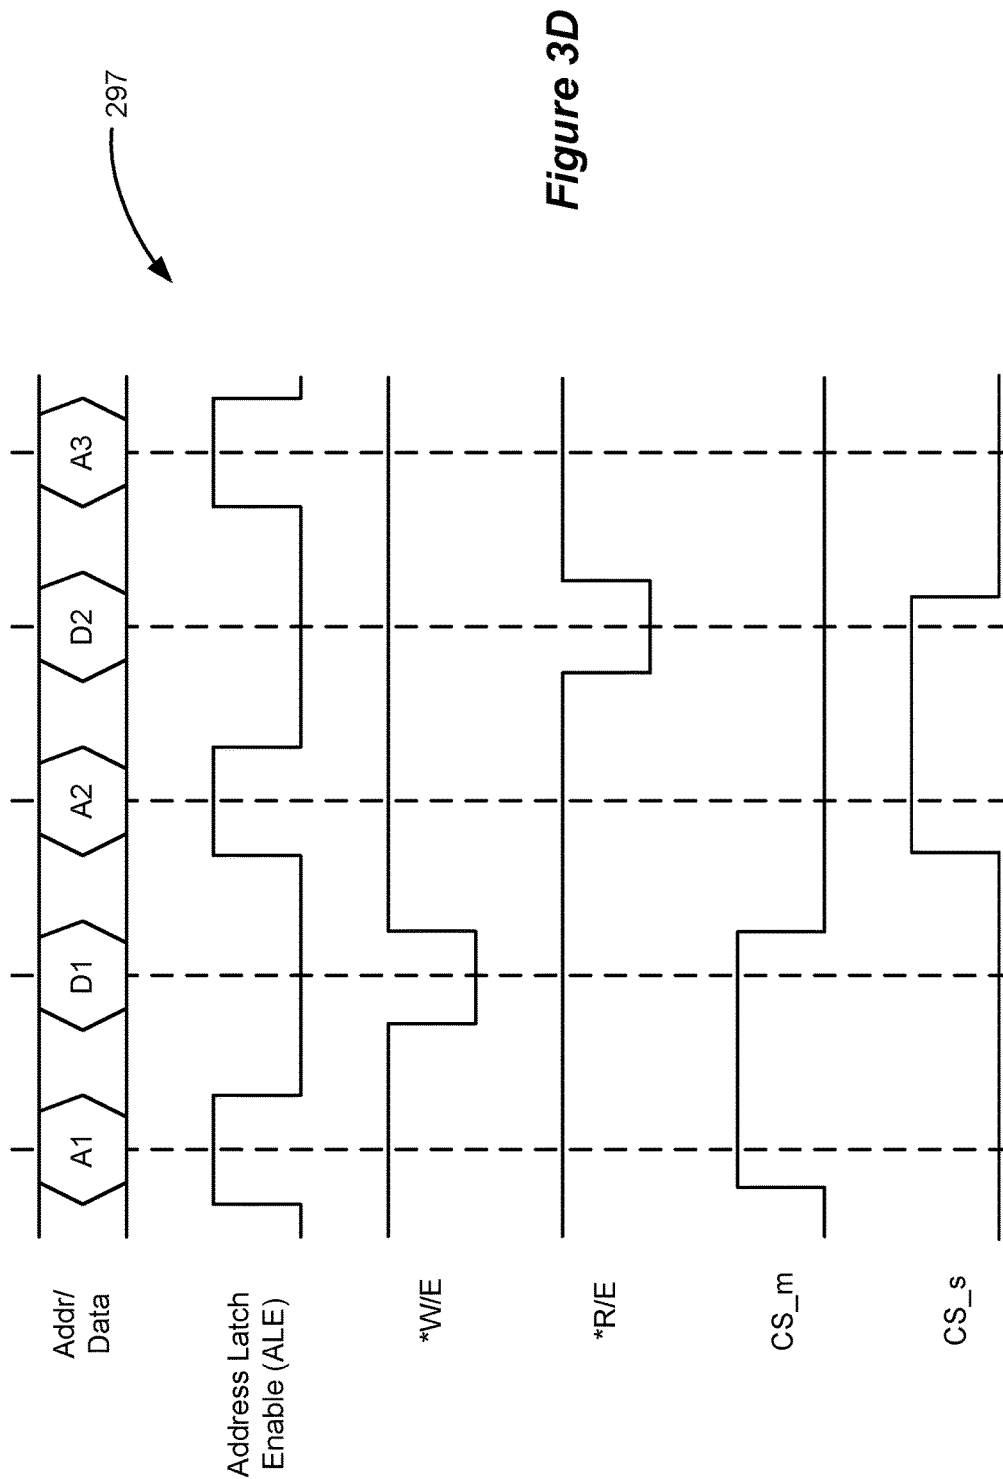 297
Addr/
Data
A1
D1
A2
D2
A3
Address Latch
Enable (ALE)
*W/E
*R/E
CS_m
CS_s
Figure 3D